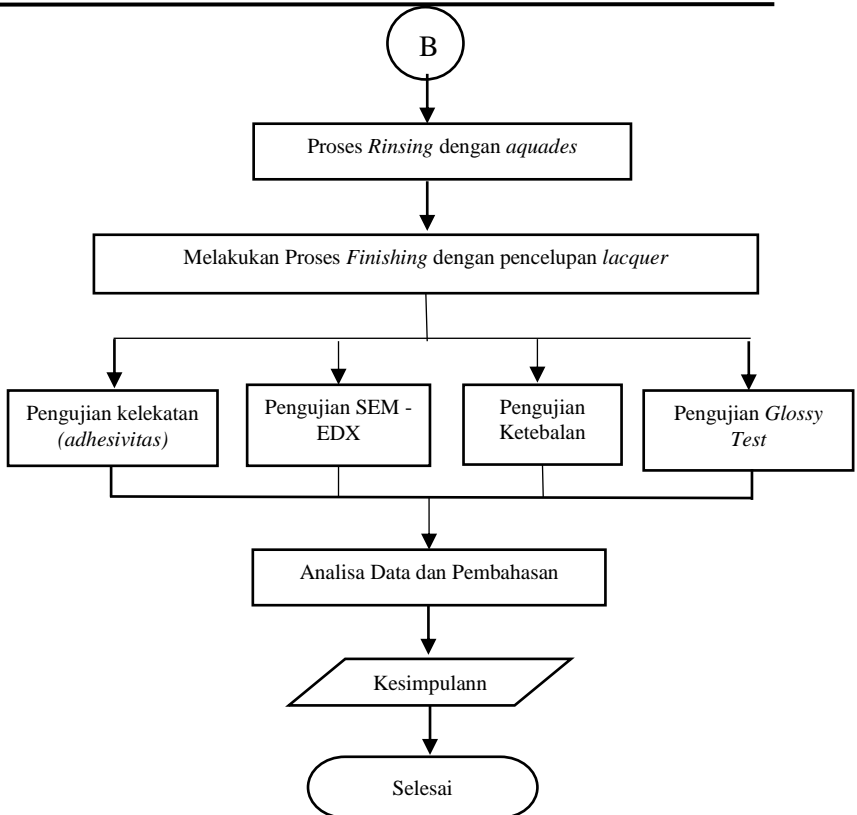 B
Proses Rinsing dengan aquades
Melakukan Proses Finishing dengan pencelupan lacquer
Pengujian kelekatan
(adhesivitas)
Pengujian SEM -
EDX
Pengujian
Ketebalan
Pengujian Glossy
Test
Analisa Data dan Pembahasan
Kesimpulann
Selesai